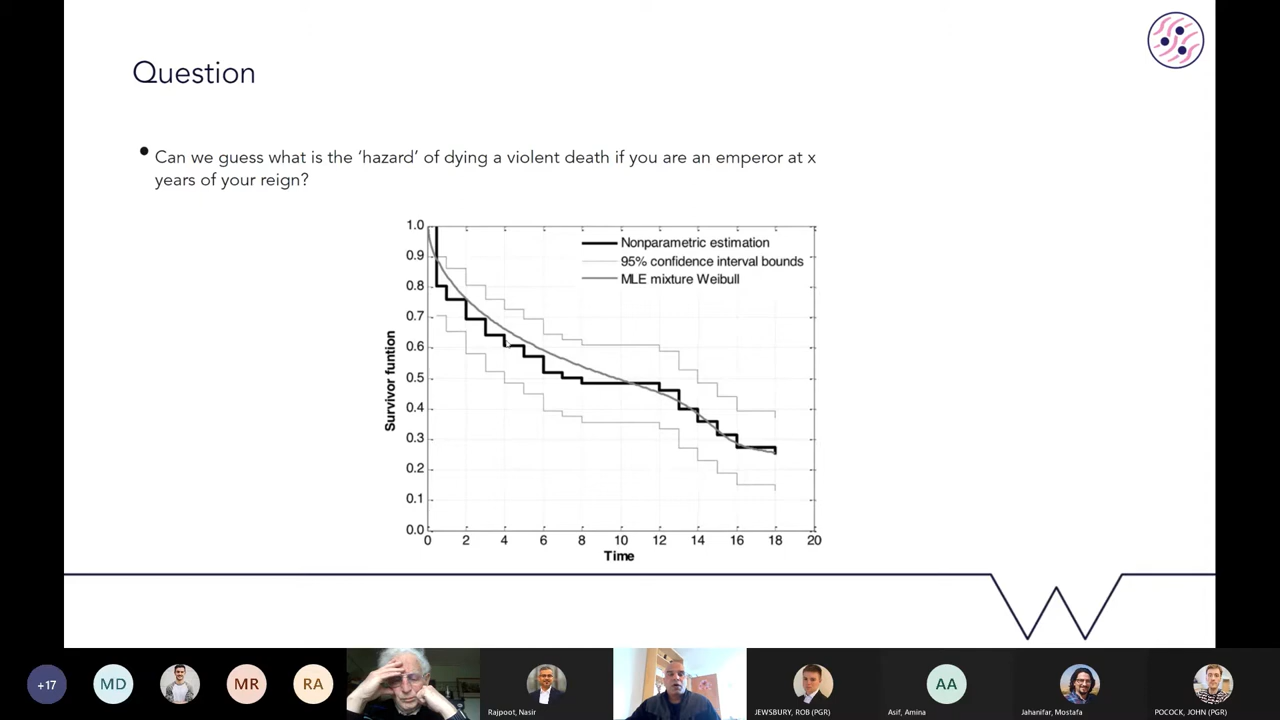 Question
• Can we guess what is the ‘hazard’ of dying a violent death if you are an emperor at x
years of your reign?
Nonparametric estimation
95% confidence interval bounds
MLE mixture Weibull
Survivor funtion
1.0
0.9
0.8
0.7
0.6
0.5
0.4
0.3
0.2
0.1
0.0
0 2 4 6 8 10 12 14 16 18 20
Time
+17 MD MR RA AA
Rajpoot, Nasir JEWSBURY, ROB (PGR) Asif, Amina Jahanifar, Mostafa POCOCK, JOHN (PGR)